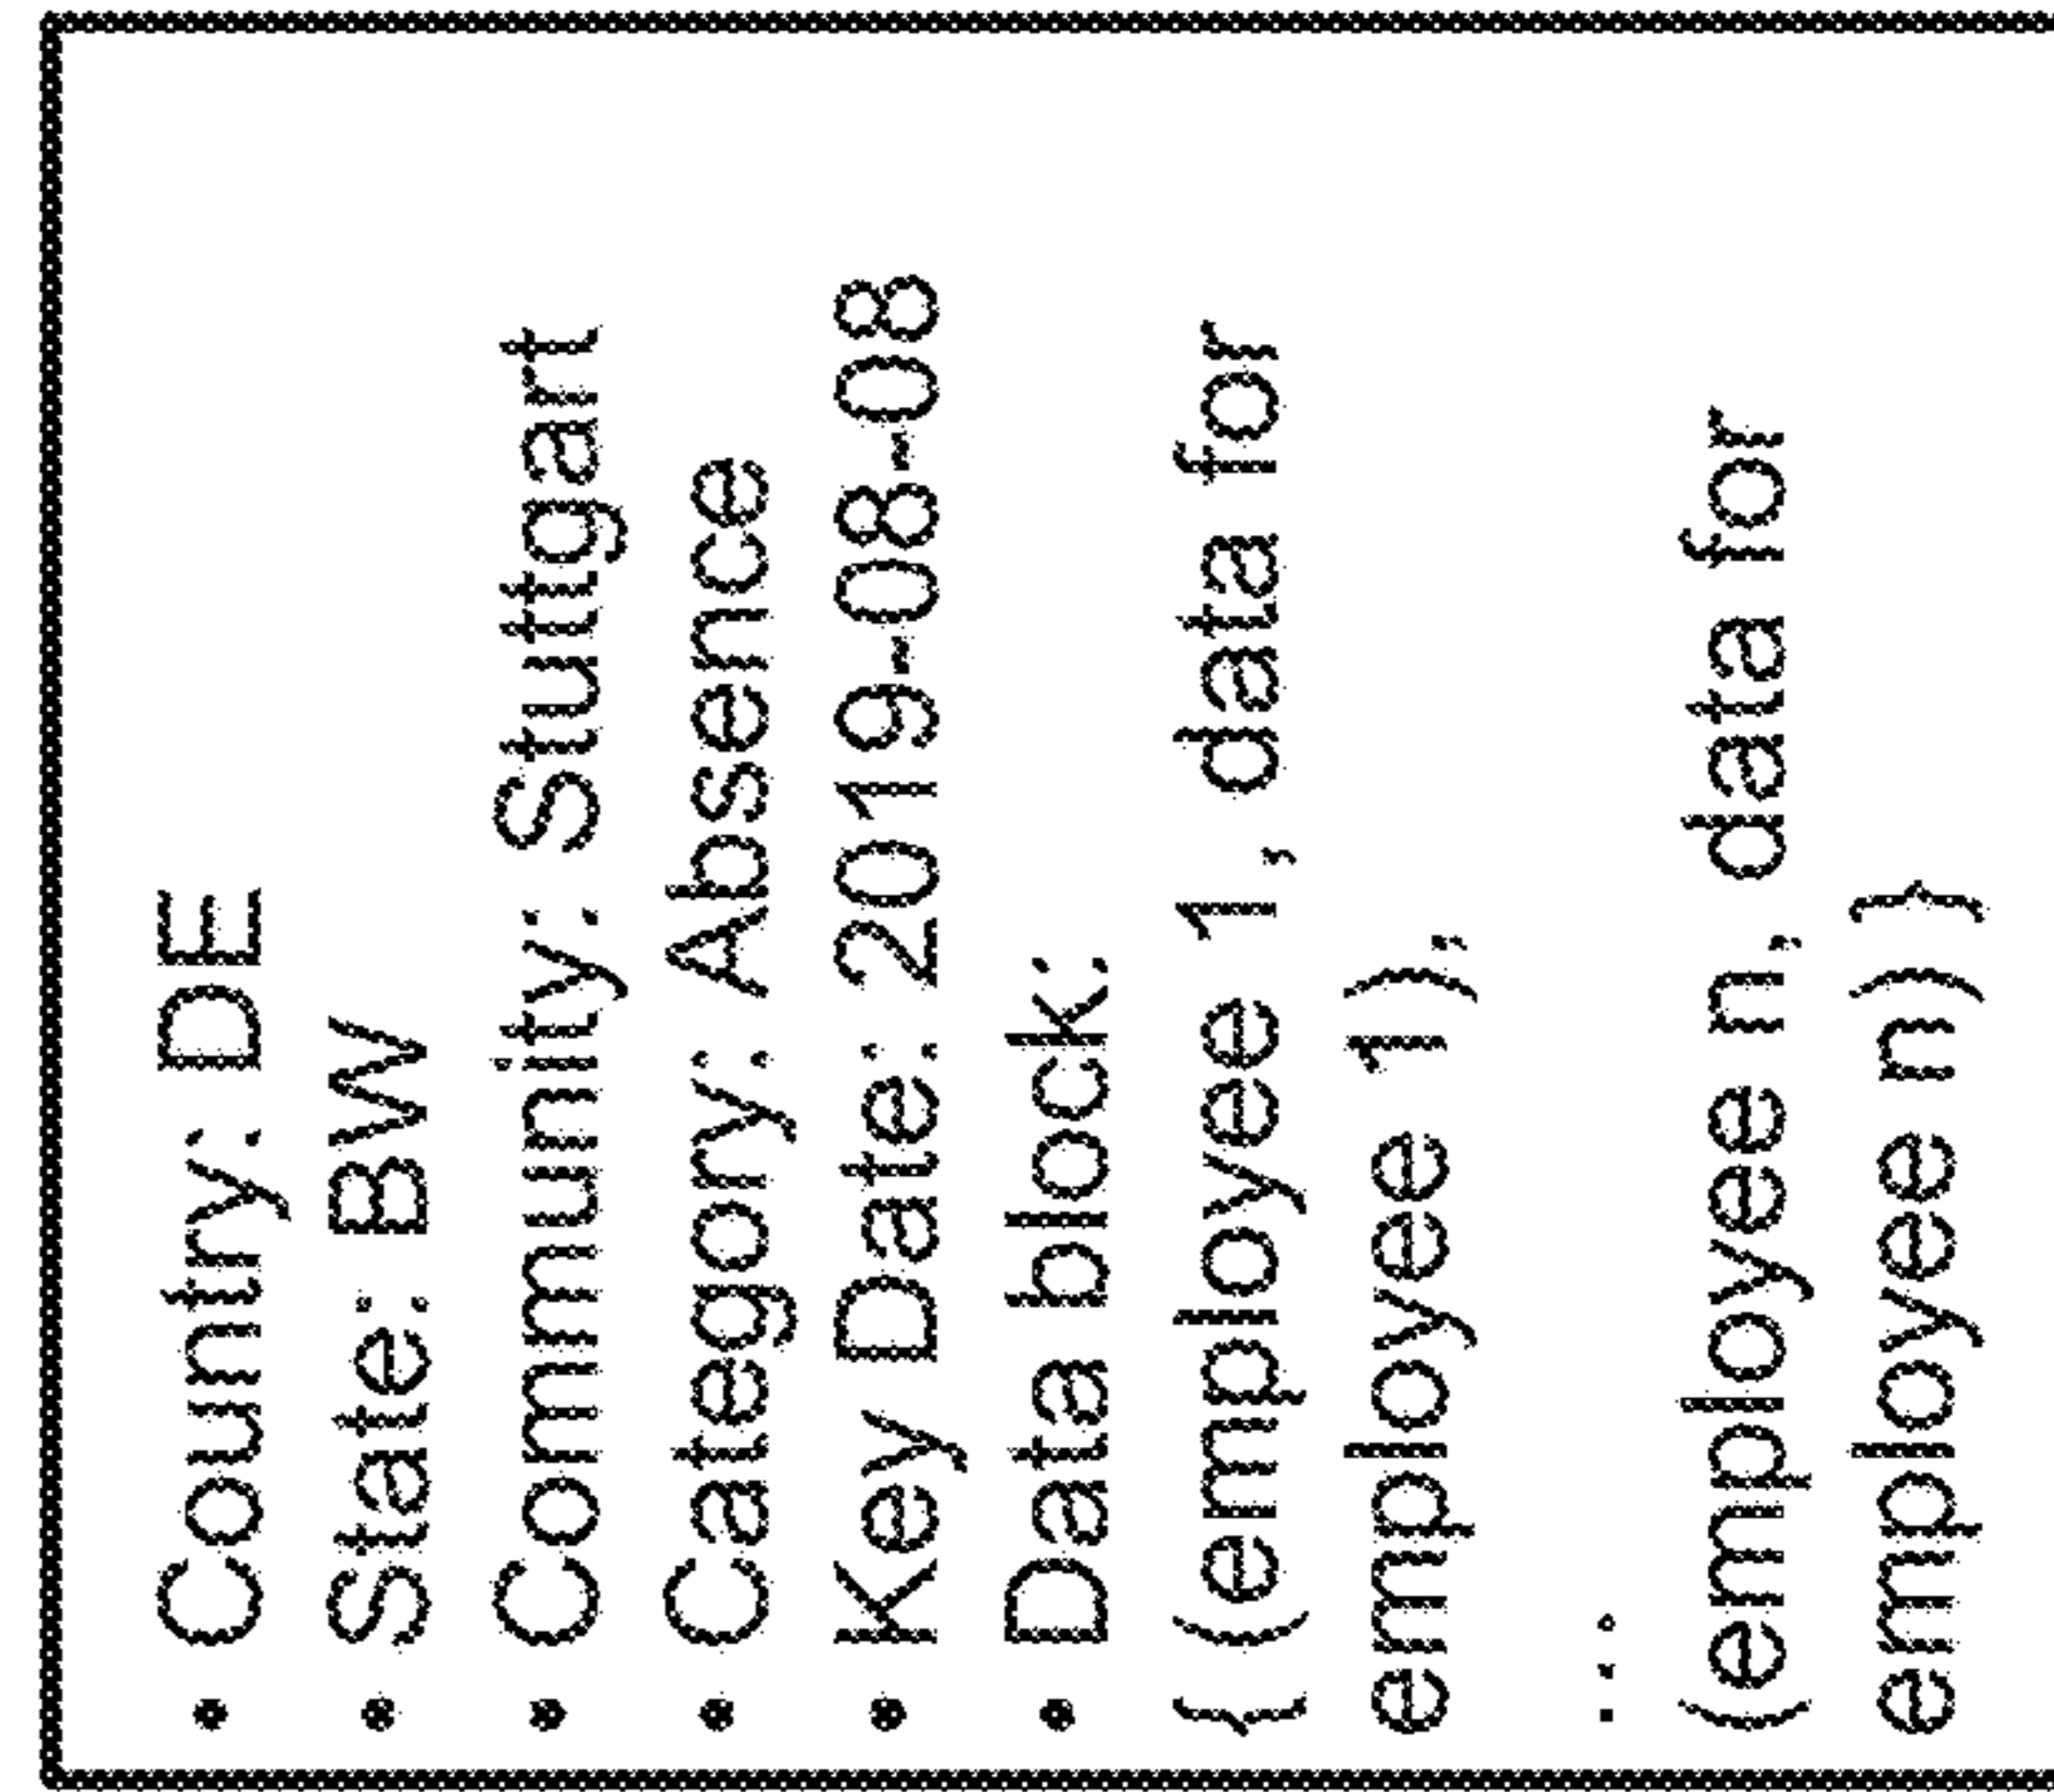 • Country: DE
• State: BW
• Community: Stuttgart
• Category: Absence
• Key Date: 2019-08-08
• Data block:
{ (employee 1, data for
employee 1),
...
(employee n, data for
employee n) }